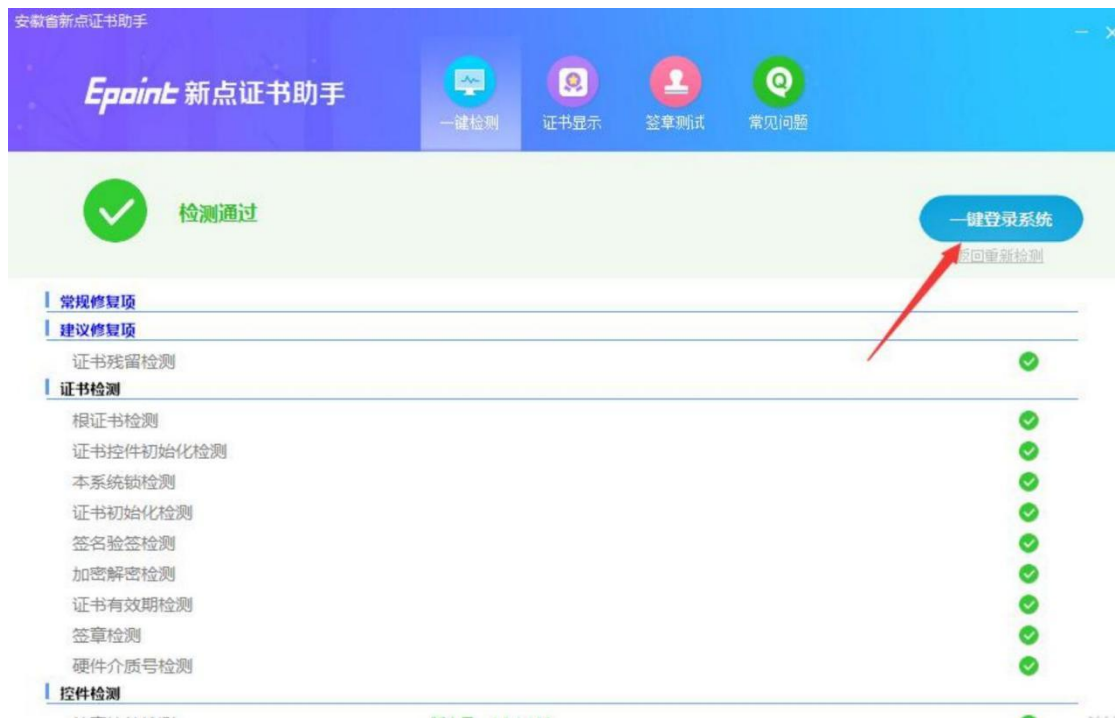 安徽省新点证书助手
Epoint 新点证书助手
一键检测 证书显示 签章测试 常见问题
检测通过
一键登录系统
返回重新检测
常规修复项
建议修复项
证书残留检测
证书检测
根证书检测
证书控件初始化检测
本系统锁检测
证书初始化检测
签名验签检测
加密解密检测
证书有效期检测
签章检测
硬件介质号检测
控件检测